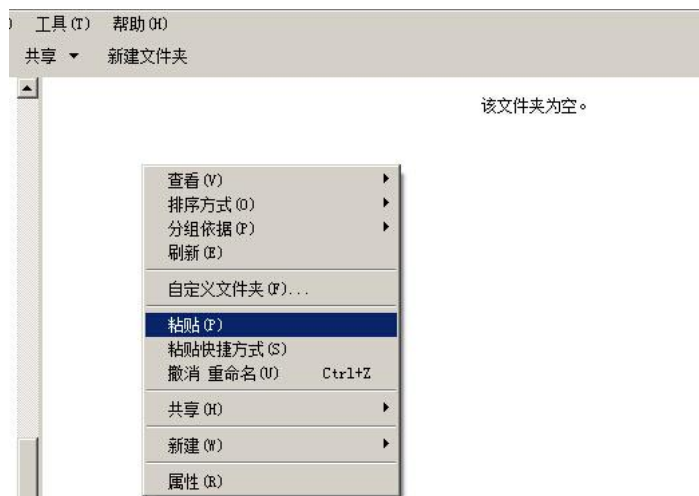 工具(T) 帮助(H)
共享 新建文件夹
该文件夹为空。
查看(V)
排序方式(O)
分组依据(P)
刷新(E)
自定义文件夹(F)...
粘贴(P)
粘贴快捷方式(S)
撤消 重命名(U) Ctrl+Z
共享(H)
新建(W)
属性(R)